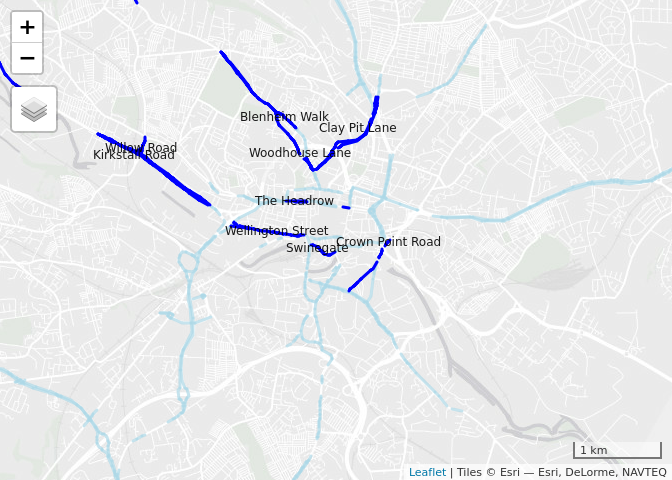 +
−
Blenheim Walk
Clay Pit Lane
Willow Road
Kirkstall Road
Woodhouse Lane
The Headrow
Wellington Street
Crown Point Road
Swinegate
1 km
Leaflet | Tiles © Esri — Esri, DeLorme, NAVTEQ